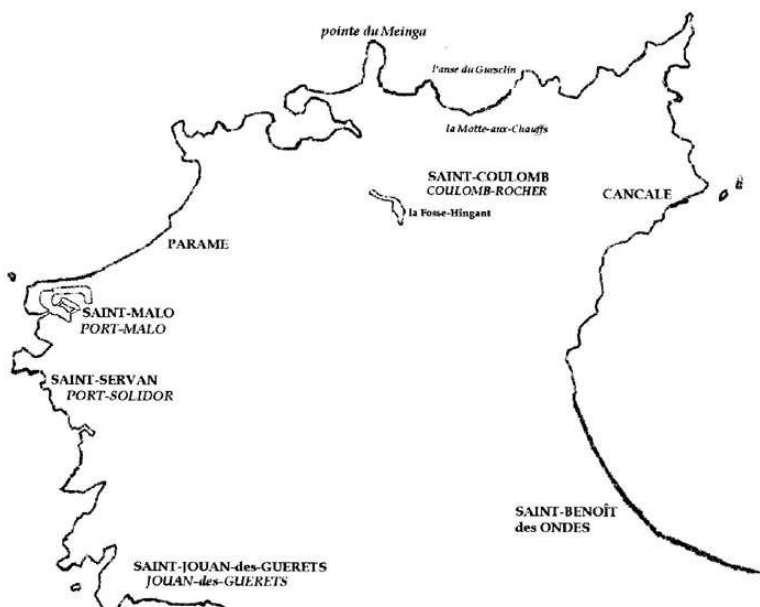 pointe du Meinga
l'anse du Guesclin
la Motte-aux-Chauffs
SAINT-COULOMB
COULOMB-ROCHER
la Fosse-Hingant
CANCALE
PARAME
SAINT-MALO
PORT-MALO
SAINT-SERVAN
PORT-SOLIDOR
SAINT-BENOÎT
des ONDES
SAINT-JOUAN-des-GUERETS
JOUAN-des-GUERETS